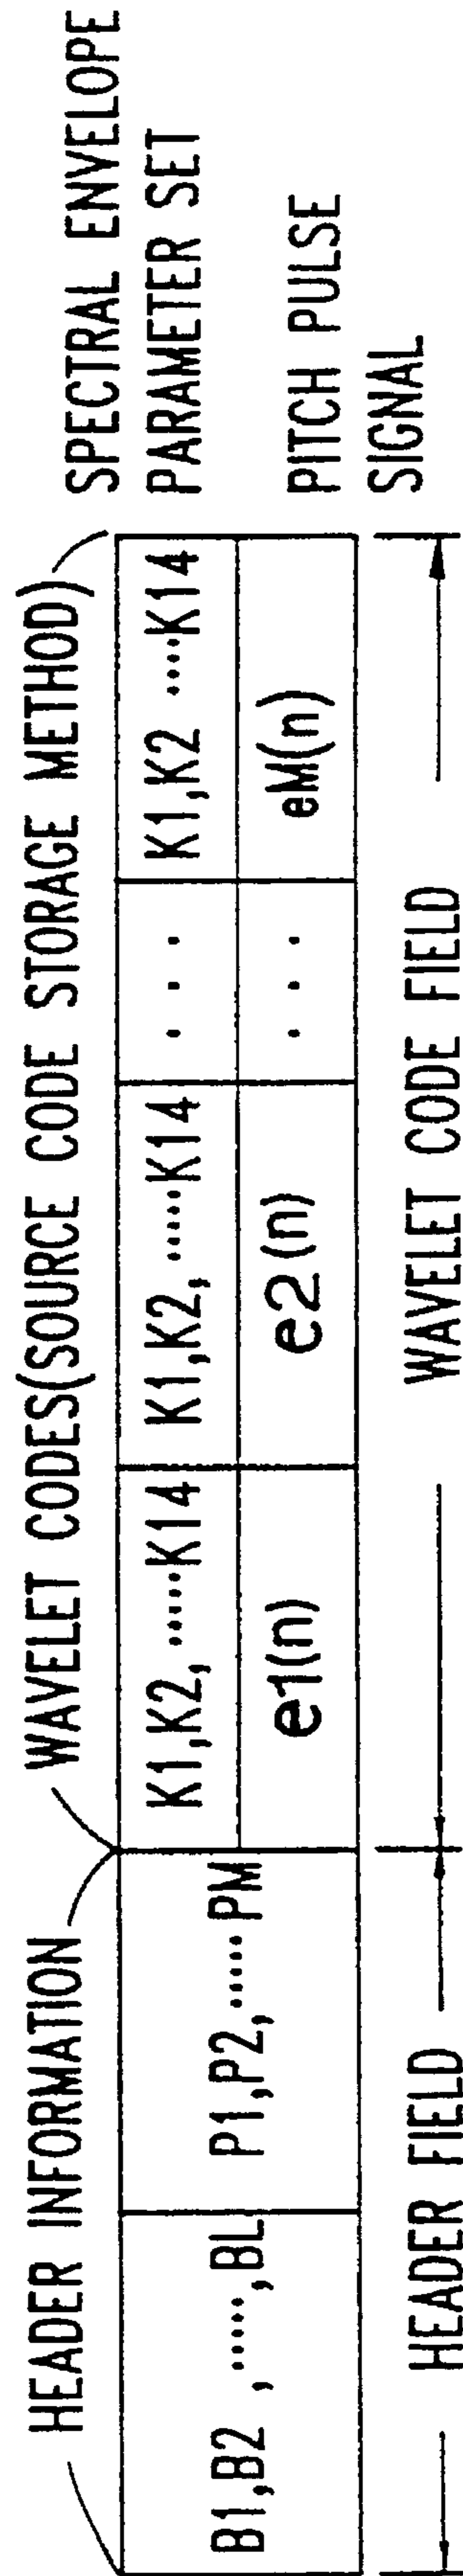 HEADER INFORMATION
WAVELET CODES(SOURCE CODE STORAGE METHOD)
B1,B2 ,.....,BL
P1,P2,.....PM
K1,K2,.....K14
K1,K2,.....K14
...
K1,K2 ....K14
SPECTRAL ENVELOPE
PARAMETER SET
e1(n)
e2(n)
...
eM(n)
PITCH PULSE
SIGNAL
HEADER FIELD
WAVELET CODE FIELD